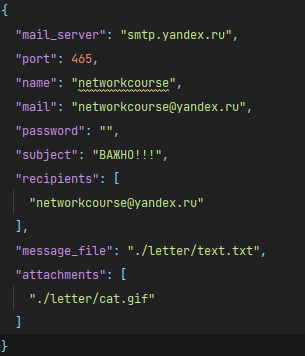 {
"mail_server": "smtp.yandex.ru",
"port": 465,
"name": "networkcourse",
"mail": "networkcourse@yandex.ru",
"password": "",
"subject": "ВАЖНО!!!",
"recipients": [
"networkcourse@yandex.ru"
],
"message_file": "./letter/text.txt",
"attachments": [
"./letter/cat.gif"
]
}